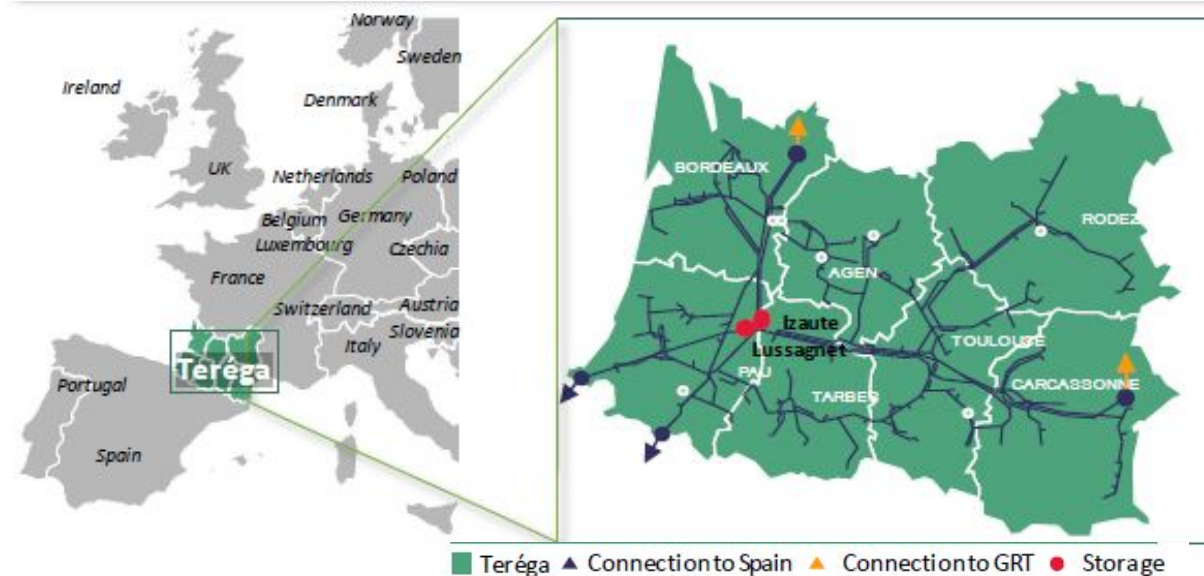 Norway
Sweden
Ireland
Denmark
UK
Netherlands
Poland
Belgium
Germany
Luxembourg
Czechia
France
Switzerland
Austria
Slovenia
Italy
Teréga
Portugal
Spain
BORDEAUX
RODEZ
AGEN
Izaute
Lussagnet
TOULOUSE
PAU
CARCASSONNE
TARBES
Teréga Connection to Spain Connection to GRT Storage